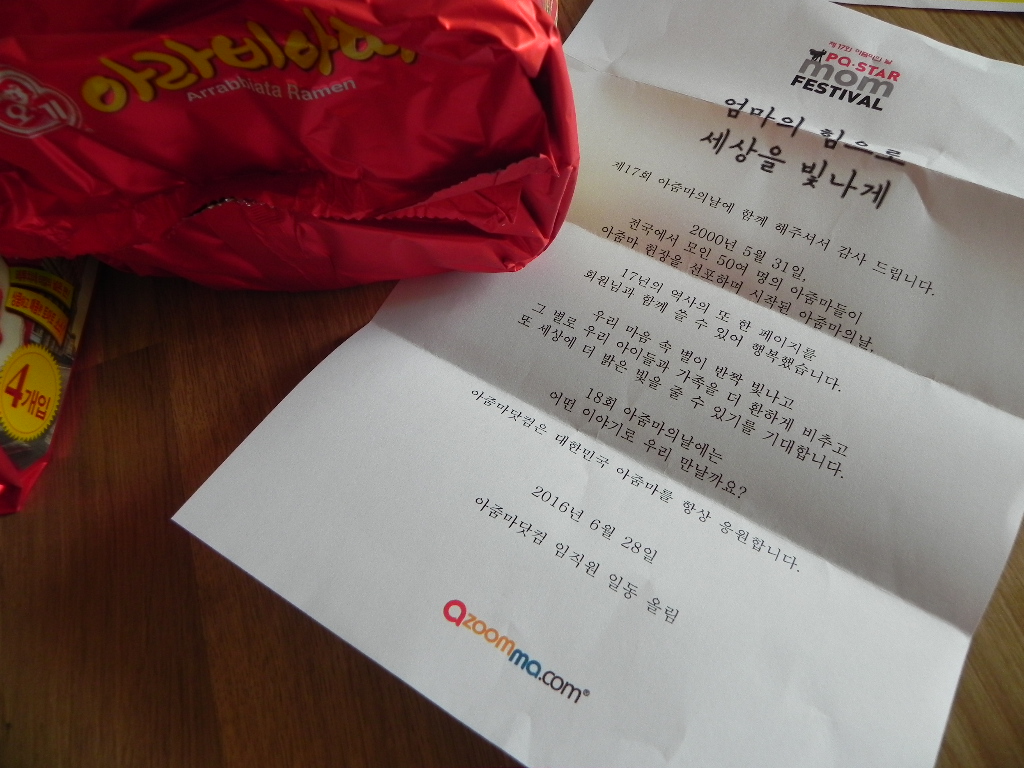 아라비아따
Arrabbiata Ramen
4개입
제17회 아줌마의 날
PO·STAR
mom
FESTIVAL
엄마의 힘으로
세상을 빛나게
제17회 아줌마의날에 함께 해주셔서 감사 드립니다.
2000년 5월 31일,
전국에서 모인 50여 명의 아줌마들이
아줌마 헌장을 선포하며 시작된 아줌마의날,
17년의 역사의 또 한 페이지를
회원님과 함께 쓸 수 있어 행복했습니다.
우리 마음 속 별이 반짝 빛나고
그 별로 우리 아이들과 가족을 더 환하게 비추고
또 세상에 더 밝은 빛을 줄 수 있기를 기대합니다.
18회 아줌마의날에는
어떤 이야기로 우리 만날까요?
아줌마닷컴은 대한민국 아줌마를 항상 응원합니다.
2016년 6월 28일
아줌마닷컴 임직원 일동 올림
azoomma.com®